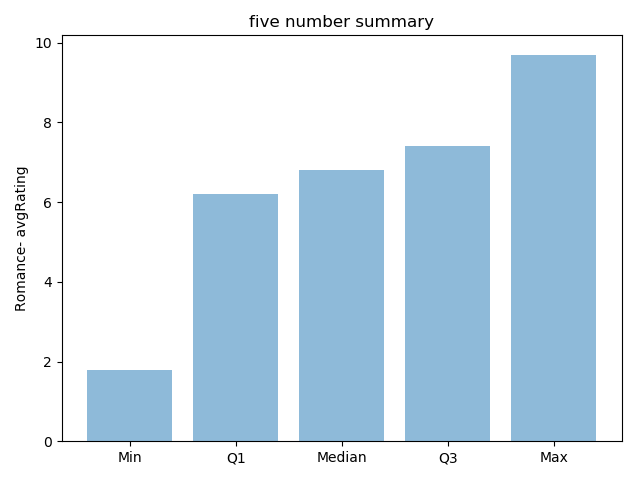 five number summary
Romance- avgRating
10
8
6
4
2
0
Min
Q1
Median
Q3
Max